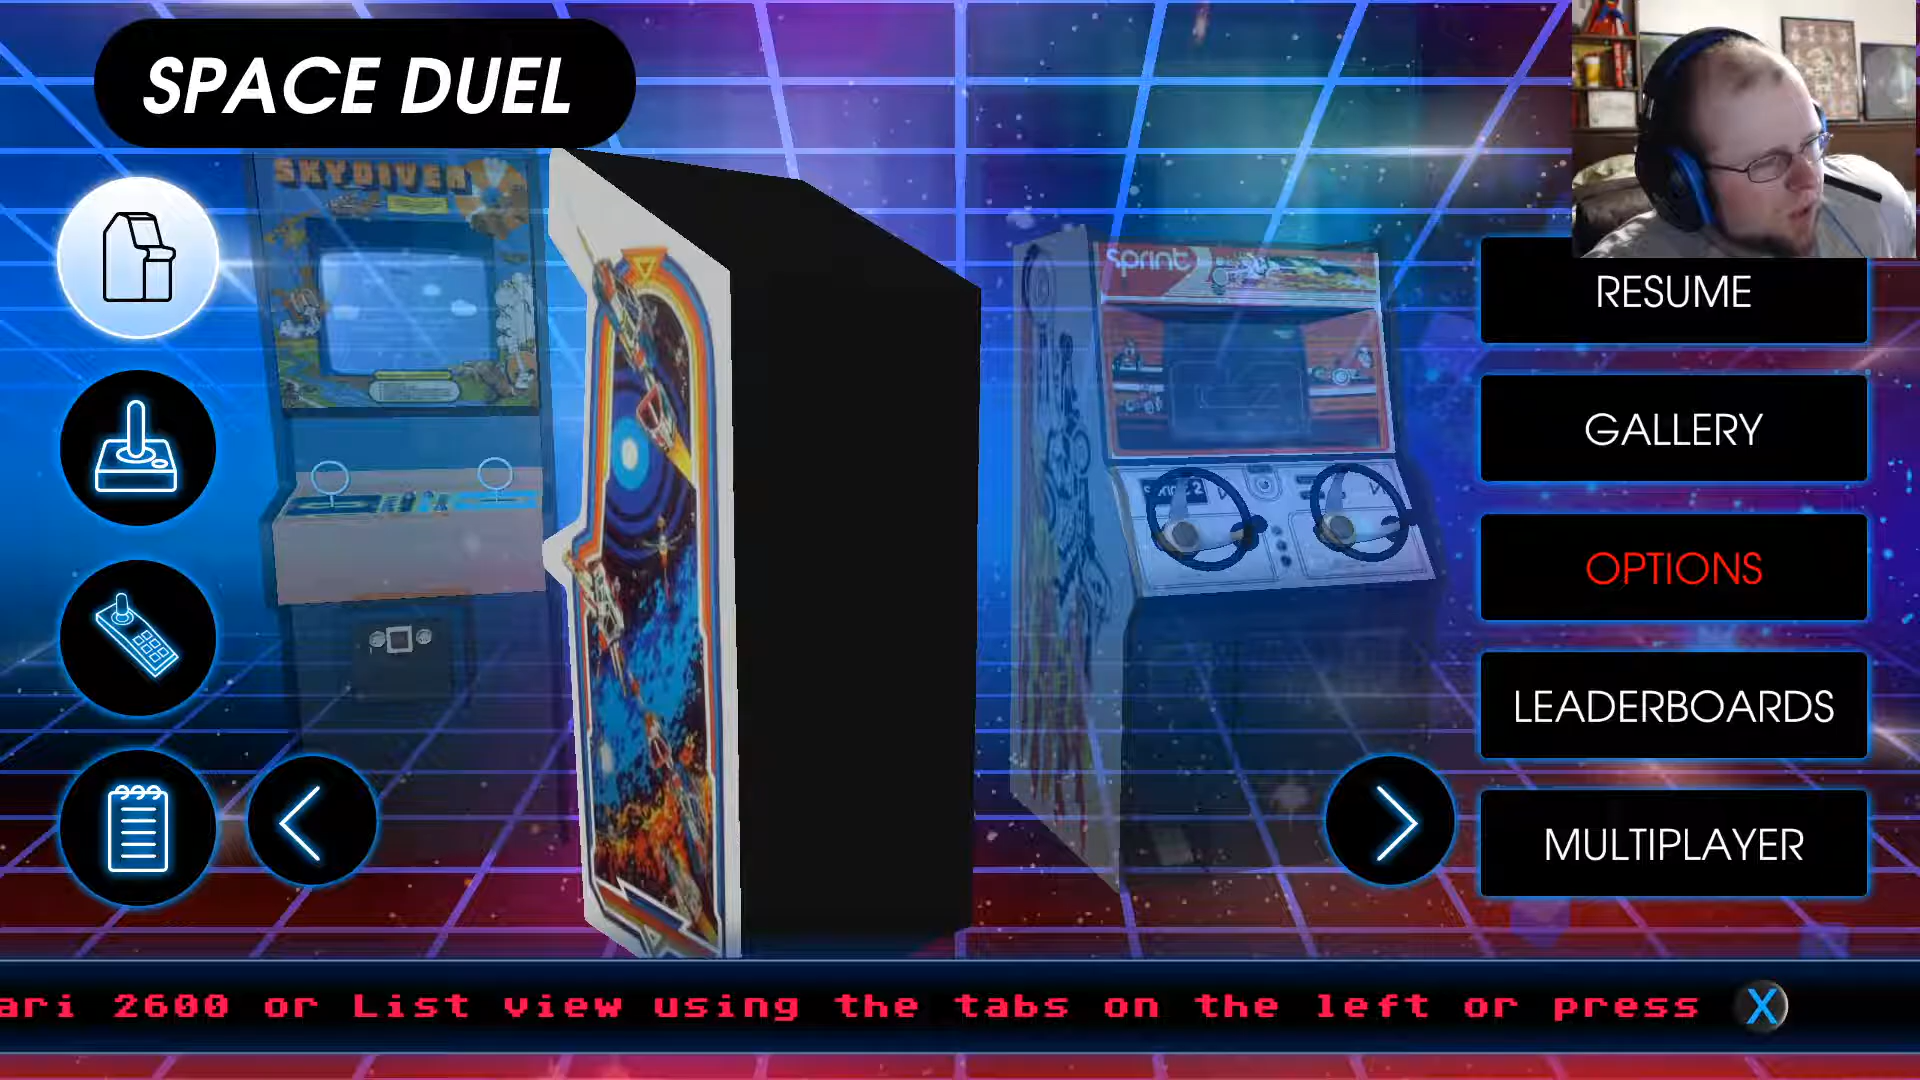 SPACE DUEL
SKYDIVER
sprint
RESUME
GALLERY
OPTIONS
LEADERBOARDS
MULTIPLAYER
ari 2600 or List view using the tabs on the left or press X